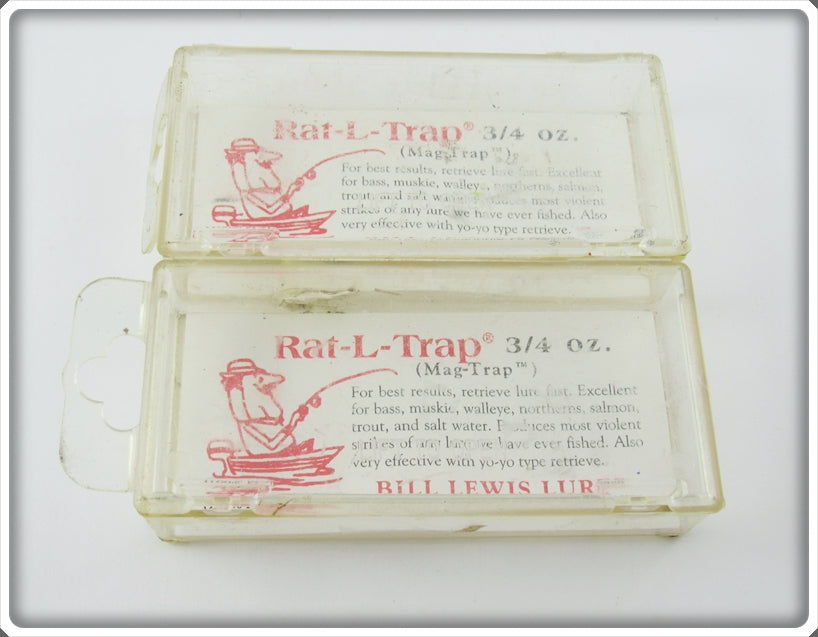 Rat-L-Trap® 3/4 oz.
(Mag-Trap™)
For best results, retrieve lure fast. Excellent
for bass, muskie, walleye, northerns, salmon,
trout, and salt water. Produces most violent
strikes of any lure we have ever fished. Also
very effective with yo-yo type retrieve.
Rat-L-Trap® 3/4 oz.
(Mag-Trap™)
For best results, retrieve lure fast. Excellent
for bass, muskie, walleye, northerns, salmon,
trout, and salt water. Produces most violent
strikes of any lure we have ever fished. Also
very effective with yo-yo type retrieve.
BILL LEWIS LURE